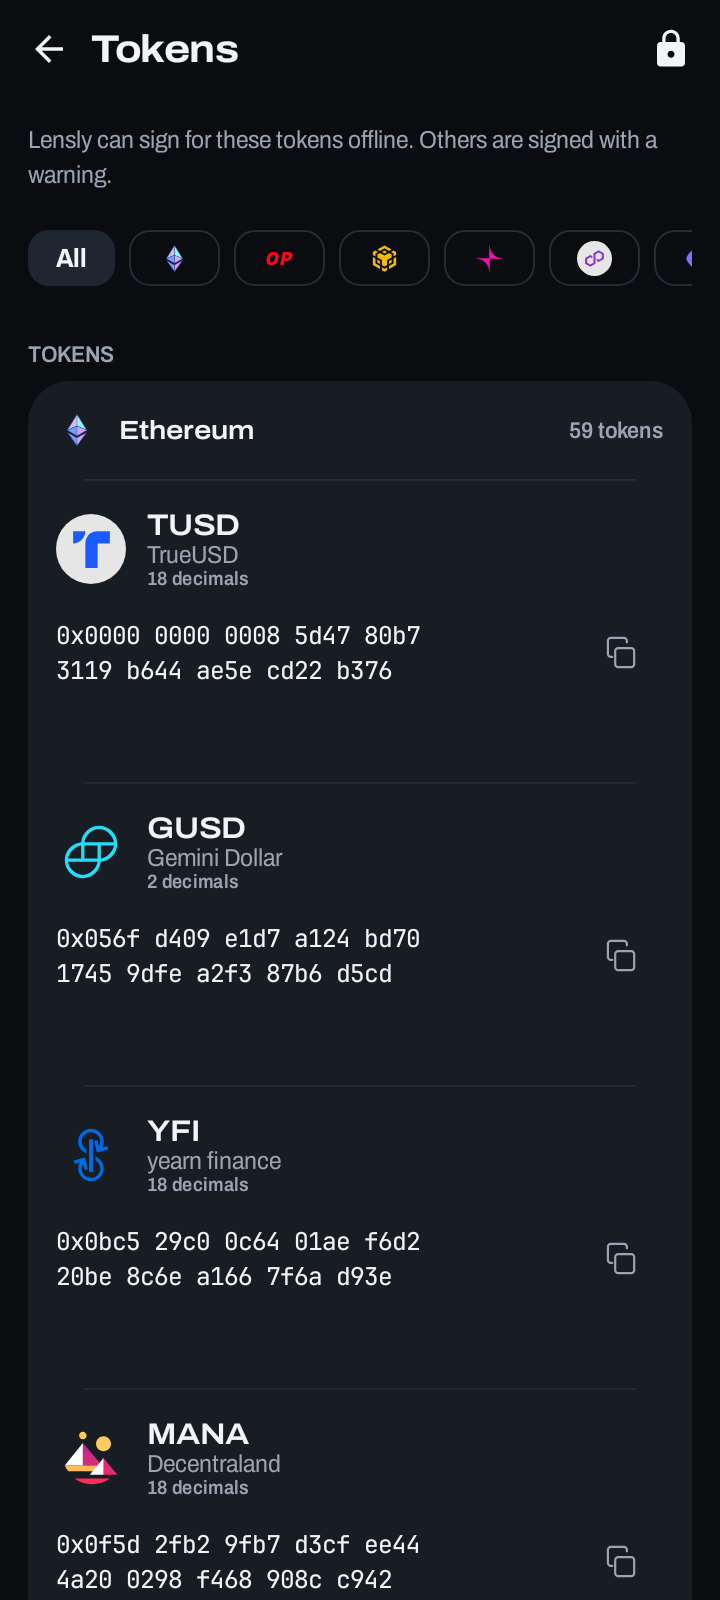 Tokens
Lensly can sign for these tokens offline. Others are signed with a
warning.
All
OP
TOKENS
Ethereum
59 tokens
TUSD
TrueUSD
18 decimals
0x0000 0000 0008 5d47 80b7
3119 b644 ae5e cd22 b376
GUSD
Gemini Dollar
2 decimals
0x056f d409 e1d7 a124 bd70
1745 9dfe a2f3 87b6 d5cd
YFI
yearn finance
18 decimals
0x0bc5 29c0 0c64 01ae f6d2
20be 8c6e a166 7f6a d93e
MANA
Decentraland
18 decimals
0x0f5d 2fb2 9fb7 d3cf ee44
4a20 0298 f468 908c c942